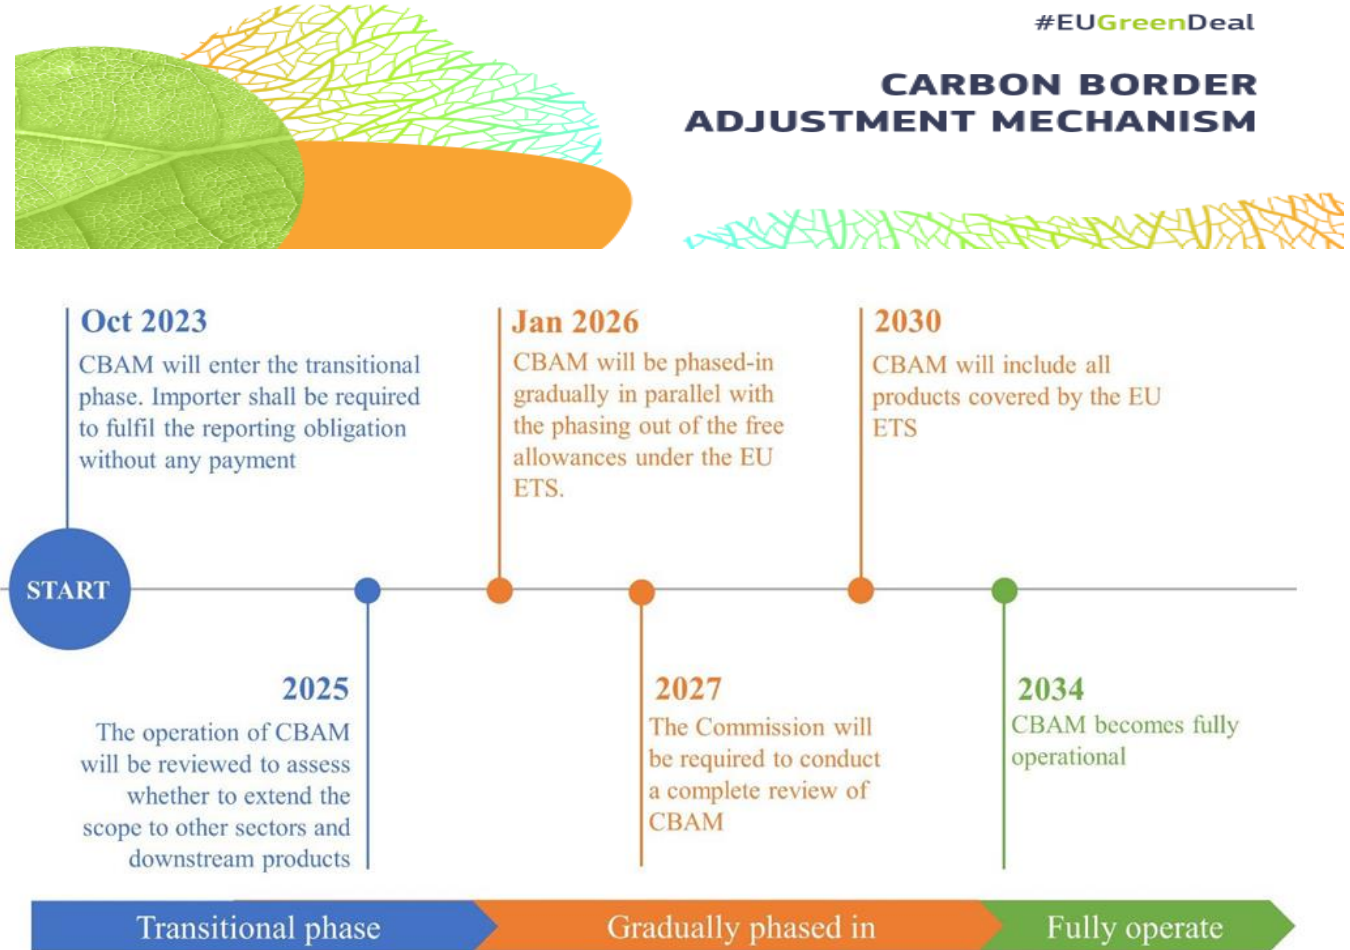 #EUGreenDeal
CARBON BORDER
ADJUSTMENT MECHANISM
Oct 2023
CBAM will enter the transitional
phase. Importer shall be required
to fulfil the reporting obligation
without any payment
Jan 2026
CBAM will be phased-in
gradually in parallel with
the phasing out of the free
allowances under the EU
ETS.
2030
CBAM will include all
products covered by the EU
ETS
START
2025
The operation of CBAM
will be reviewed to assess
whether to extend the
scope to other sectors and
downstream products
2027
The Commission will
be required to conduct
a complete review of
CBAM
2034
CBAM becomes fully
operational
Transitional phase
Gradually phased in
Fully operate